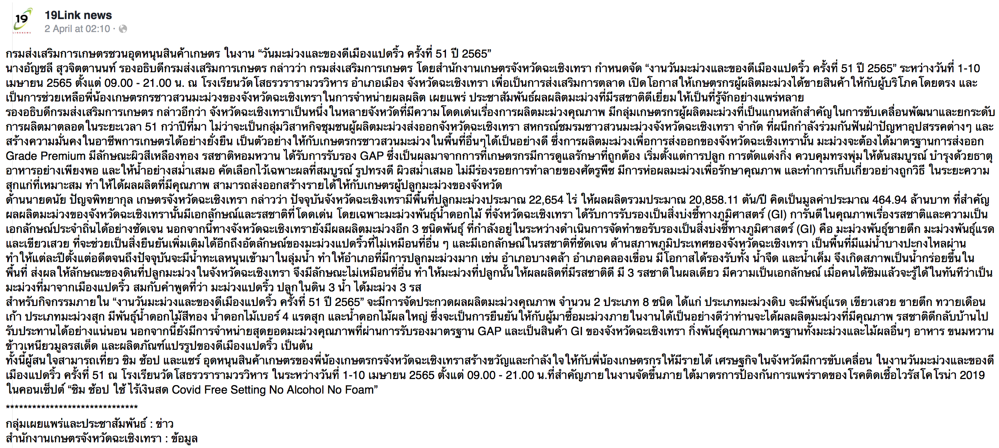 19
LINKNEWS
19Link news
2 April at 02:10 ·
กรมส่งเสริมการเกษตรชวนอุดหนุนสินค้าเกษตร ในงาน “วันมะม่วงและของดีเมืองแปดริ้ว ครั้งที่ 51 ปี 2565”
นางอัญชลี สุวจิตตานนท์ รองอธิบดีกรมส่งเสริมการเกษตร กล่าวว่า กรมส่งเสริมการเกษตร โดยสำนักงานเกษตรจังหวัดฉะเชิงเทรา กำหนดจัด “งานวันมะม่วงและของดีเมืองแปดริ้ว ครั้งที่ 51 ปี 2565” ระหว่างวันที่ 1-10
เมษายน 2565 ตั้งแต่ 09.00 - 21.00 น. ณ โรงเรียนวัดโสธรวรารามวรวิหาร อำเภอเมือง จังหวัดฉะเชิงเทรา เพื่อเป็นการส่งเสริมการตลาด เปิดโอกาสให้เกษตรกรผู้ผลิตมะม่วงได้ขายสินค้าให้กับผู้บริโภคโดยตรง และ
เป็นการช่วยเหลือพี่น้องเกษตรกรชาวสวนมะม่วงของจังหวัดฉะเชิงเทราในการจำหน่ายผลผลิต เผยแพร่ ประชาสัมพันธ์ผลผลิตมะม่วงที่มีรสชาติดีเยี่ยมให้เป็นที่รู้จักอย่างแพร่หลาย
รองอธิบดีกรมส่งเสริมการเกษตร กล่าวอีกว่า จังหวัดฉะเชิงเทราเป็นหนึ่งในหลายจังหวัดที่มีความโดดเด่นเรื่องการผลิตมะม่วงคุณภาพ มีกลุ่มเกษตรกรผู้ผลิตมะม่วงที่เป็นแกนหลักสำคัญในการขับเคลื่อนพัฒนาและยกระดับ
การผลิตมาตลอดในระยะเวลา 51 กว่าปีที่มา ไม่ว่าจะเป็นกลุ่มวิสาหกิจชุมชนผู้ผลิตมะม่วงส่งออกจังหวัดฉะเชิงเทรา สหกรณ์ชมรมชาวสวนมะม่วงจังหวัดฉะเชิงเทรา จำกัด ที่ผนึกกำลังร่วมกันฟันฝ่าปัญหาอุปสรรคต่างๆ และ
สร้างความมั่นคงในอาชีพการเกษตรได้อย่างยั่งยืน เป็นตัวอย่างให้กับเกษตรกรชาวสวนมะม่วงในพื้นที่อื่นๆได้เป็นอย่างดี ซึ่งการผลิตมะม่วงเพื่อการส่งออกของจังหวัดฉะเชิงเทรานั้น มะม่วงจะต้องได้มาตรฐานการส่งออก
Grade Premium มีลักษณะผิวสีเหลืองทอง รสชาติหอมหวาน ได้รับการรับรอง GAP ซึ่งเป็นผลมาจากการที่เกษตรกรมีการดูแลรักษาที่ถูกต้อง เริ่มตั้งแต่การปลูก การตัดแต่งกิ่ง ควบคุมทรงพุ่มให้ต้นสมบูรณ์ บำรุงด้วยธาตุ
อาหารอย่างเพียงพอ และให้น้ำอย่างสม่ำเสมอ คัดเลือกไว้เฉพาะผลที่สมบูรณ์ รูปทรงดี ผิวสม่ำเสมอ ไม่มีร่องรอยการทำลายของศัตรูพืช มีการห่อผลมะม่วงเพื่อรักษาคุณภาพ และทำการเก็บเกี่ยวอย่างถูกวิธี ในระยะความ
สุกแก่ที่เหมาะสม ทำให้ได้ผลผลิตที่มีคุณภาพ สามารถส่งออกสร้างรายได้ให้กับเกษตรผู้ปลูกมะม่วงของจังหวัด
ด้านนายดนัย ปัญจพิทยากุล เกษตรจังหวัดฉะเชิงเทรา กล่าวว่า ปัจจุบันจังหวัดฉะเชิงเทรามีพื้นที่ปลูกมะม่วงประมาณ 22,654 ไร่ ให้ผลผลิตรวมประมาณ 20,858.11 ตัน/ปี คิดเป็นมูลค่าประมาณ 464.94 ล้านบาท ที่สำคัญ
ผลผลิตมะม่วงของจังหวัดฉะเชิงเทรานั้นมีเอกลักษณ์และรสชาติที่โดดเด่น โดยเฉพาะมะม่วงพันธุ์น้ำดอกไม้ ที่จังหวัดฉะเชิงเทรา ได้รับการรับรองเป็นสิ่งบ่งชี้ทางภูมิศาสตร์ (GI) การันตีในคุณภาพเรื่องรสชาติและความเป็น
เอกลักษณ์ประจำถิ่นได้อย่างชัดเจน นอกจากนี้ทางจังหวัดฉะเชิงเทรายังมีผลผลิตมะม่วงอีก 3 ชนิดพันธุ์ ที่กำลังอยู่ในระหว่างดำเนินการจัดทำขอรับรองเป็นสิ่งบ่งชี้ทางภูมิศาสตร์ (GI) คือ มะม่วงพันธุ์ขายตึก มะม่วงพันธุ์แรด
และเขียวเสวย ที่จะช่วยเป็นสิ่งยืนยันเพิ่มเติมได้อีกถึงอัตลักษณ์ของมะม่วงแปดริ้วที่ไม่เหมือนที่อื่น ๆ และมีเอกลักษณ์ในรสชาติที่ชัดเจน ด้านสภาพภูมิประเทศของจังหวัดฉะเชิงเทรา เป็นพื้นที่มีแม่น้ำบางปะกงไหลผ่าน
ทำให้แต่ละปีตั้งแต่อดีตจนถึงปัจจุบันจะมีน้ำทะเลหนุนเข้ามาในลุ่มน้ำ ทำให้อำเภอที่มีการปลูกมะม่วงมาก เช่น อำเภอบางคล้า อำเภอคลองเขื่อน มีโอกาสได้รองรับทั้ง น้ำจืด และน้ำเค็ม จึงเกิดสภาพเป็นน้ำกร่อยขึ้นใน
พื้นที่ ส่งผลให้ลักษณะของดินที่ปลูกมะม่วงในจังหวัดฉะเชิงเทรา จึงมีลักษณะไม่เหมือนที่อื่น ทำให้มะม่วงที่ปลูกนั้นให้ผลผลิตที่มีรสชาติดี มี 3 รสชาติในผลเดียว มีความเป็นเอกลักษณ์ เมื่อคนได้ชิมแล้วจะรู้ได้ในทันทีว่าเป็น
มะม่วงที่มาจากเมืองแปดริ้ว สมกับคำพูดที่ว่า มะม่วงแปดริ้ว ปลูกในดิน 3 น้ำ ได้มะม่วง 3 รส
สำหรับกิจกรรมภายใน “งานวันมะม่วงและของดีเมืองแปดริ้ว ครั้งที่ 51 ปี 2565” จะมีการจัดประกวดผลผลิตมะม่วงคุณภาพ จำนวน 2 ประเภท 8 ชนิด ได้แก่ ประเภทมะม่วงดิบ จะมีพันธุ์แรด เขียวเสวย ขายตึก ทวายเดือน
เก้า ประเภทมะม่วงสุก มีพันธุ์น้ำดอกไม้สีทอง น้ำดอกไม้เบอร์ 4 แรดสุก และน้ำดอกไม้ผลใหญ่ ซึ่งจะเป็นการยืนยันให้กับผู้มาซื้อมะม่วงภายในงานได้เป็นอย่างดีว่าท่านจะได้ผลผลิตมะม่วงที่มีคุณภาพ รสชาติดีกลับบ้านไป
รับประทานได้อย่างแน่นอน นอกจากนี้ยังมีการจำหน่ายสุดยอดมะม่วงคุณภาพที่ผ่านการรับรองมาตรฐาน GAP และเป็นสินค้า GI ของจังหวัดฉะเชิงเทรา กิ่งพันธุ์คุณภาพมาตรฐานทั้งมะม่วงและไม้ผลอื่นๆ อาหาร ขนมหวาน
ข้าวเหนียวมูลรสเด็ด และผลิตภัณฑ์แปรรูปของดีเมืองแปดริ้ว เป็นต้น
ทั้งนี้ผู้สนใจสามารถเที่ยว ชิม ช้อป และแชร์ อุดหนุนสินค้าเกษตรของพี่น้องเกษตรกรจังหวัดฉะเชิงเทราสร้างขวัญและกำลังใจให้กับพี่น้องเกษตรกรให้มีรายได้ เศรษฐกิจในจังหวัดมีการขับเคลื่อน ในงานวันมะม่วงและของดี
เมืองแปดริ้ว ครั้งที่ 51 ณ โรงเรียนวัดโสธรวรารามวรวิหาร ในระหว่างวันที่ 1-10 เมษายน 2565 ตั้งแต่ 09.00 - 21.00 น.ที่สำคัญภายในงานจัดขึ้นภายใต้มาตรการป้องกันการแพร่ราดของโรคติดเชื้อไวรัสโคโรน่า 2019
ในคอนเซ็ปต์ “ชิม ช้อป ใช้ ไร้เงินสด Covid Free Setting No Alcohol No Foam”
******************************
กลุ่มเผยแพร่และประชาสัมพันธ์ : ข่าว
สำนักงานเกษตรจังหวัดฉะเชิงเทรา : ข้อมูล